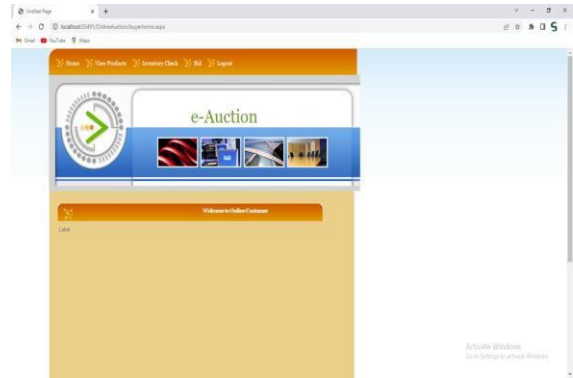 Untitled Page
localhost:53491/OnlineAuction/buyerhome.aspx
Gmail YouTube Maps
Home View Products Inventory Check Bid Logout
e-Auction
Welcome to Online Customer
Label
Activate Windows
Go to Settings to activate Windows.